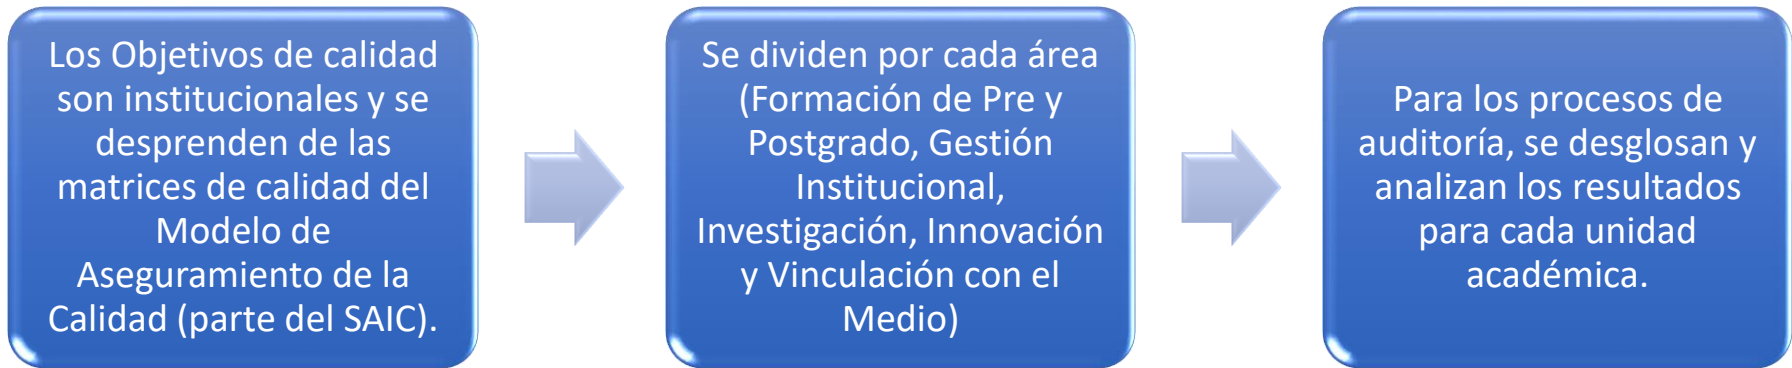 Los Objetivos de calidad
son institucionales y se
desprenden de las
matrices de calidad del
Modelo de
Aseguramiento de la
Calidad (parte del SAIC).
Se dividen por cada área
(Formación de Pre y
Postgrado, Gestión
Institucional,
Investigación, Innovación
y Vinculación con el
Medio)
Para los procesos de
auditoría, se desglosan y
analizan los resultados
para cada unidad
académica.